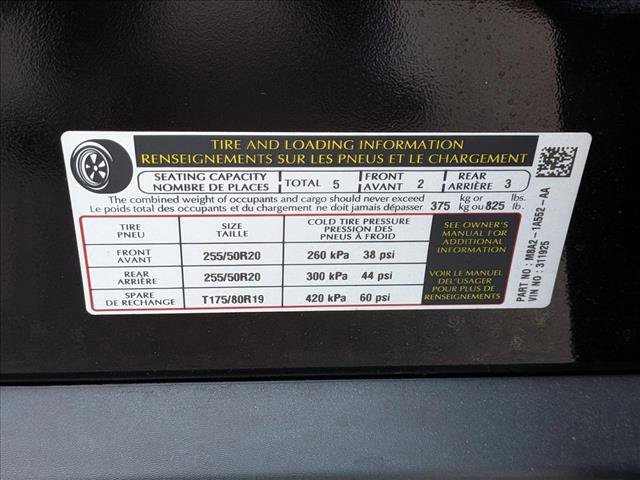 TIRE AND LOADING INFORMATION
RENSEIGNEMENTS SUR LES PNEUS ET LE CHARGEMENT
SEATING CAPACITY
NOMBRE DE PLACES
TOTAL 5
FRONT
AVANT 2
REAR
ARRIÈRE 3
The combined weight of occupants and cargo should never exceed
Le poids total des occupants et du chargement ne doit jamais dépasser
375 kg or
kg ou 825 lbs.
lb.
TIRE
PNEU
SIZE
TAILLE
COLD TIRE PRESSURE
PRESSION DES
PNEUS À FROID
FRONT
AVANT
255/50R20
260 kPa 38 psi
REAR
ARRIÈRE
255/50R20
300 kPa 44 psi
SPARE
DE RECHANGE
T175/80R19
420 kPa 60 psi
SEE OWNER'S
MANUAL FOR
ADDITIONAL
INFORMATION
VOIR LE MANUEL
DE L'USAGER
POUR PLUS DE
RENSEIGNEMENTS
PART NO : M8A2-1A552-AA
VIN NO : 311925